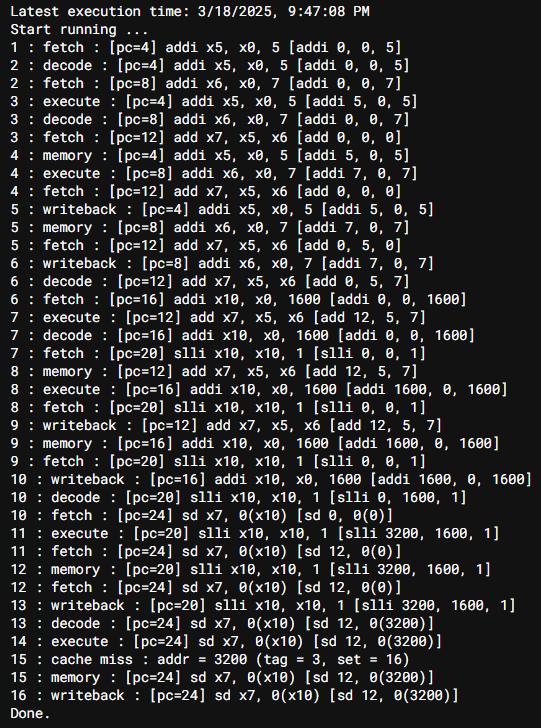 Latest execution time: 3/18/2025, 9:47:08 PM
Start running ...
1 : fetch : [pc=4] addi x5, x0, 5 [addi 0, 0, 5]
2 : decode : [pc=4] addi x5, x0, 5 [addi 0, 0, 5]
2 : fetch : [pc=8] addi x6, x0, 7 [addi 0, 0, 7]
3 : execute : [pc=4] addi x5, x0, 5 [addi 5, 0, 5]
3 : decode : [pc=8] addi x6, x0, 7 [addi 0, 0, 7]
3 : fetch : [pc=12] add x7, x5, x6 [add 0, 0, 0]
4 : memory : [pc=4] addi x5, x0, 5 [addi 5, 0, 5]
4 : execute : [pc=8] addi x6, x0, 7 [addi 7, 0, 7]
4 : fetch : [pc=12] add x7, x5, x6 [add 0, 0, 0]
5 : writeback : [pc=4] addi x5, x0, 5 [addi 5, 0, 5]
5 : memory : [pc=8] addi x6, x0, 7 [addi 7, 0, 7]
5 : fetch : [pc=12] add x7, x5, x6 [add 0, 5, 0]
6 : writeback : [pc=8] addi x6, x0, 7 [addi 7, 0, 7]
6 : decode : [pc=12] add x7, x5, x6 [add 0, 5, 7]
6 : fetch : [pc=16] addi x10, x0, 1600 [addi 0, 0, 1600]
7 : execute : [pc=12] add x7, x5, x6 [add 12, 5, 7]
7 : decode : [pc=16] addi x10, x0, 1600 [addi 0, 0, 1600]
7 : fetch : [pc=20] slli x10, x10, 1 [slli 0, 0, 1]
8 : memory : [pc=12] add x7, x5, x6 [add 12, 5, 7]
8 : execute : [pc=16] addi x10, x0, 1600 [addi 1600, 0, 1600]
8 : fetch : [pc=20] slli x10, x10, 1 [slli 0, 0, 1]
9 : writeback : [pc=12] add x7, x5, x6 [add 12, 5, 7]
9 : memory : [pc=16] addi x10, x0, 1600 [addi 1600, 0, 1600]
9 : fetch : [pc=20] slli x10, x10, 1 [slli 0, 0, 1]
10 : writeback : [pc=16] addi x10, x0, 1600 [addi 1600, 0, 1600]
10 : decode : [pc=20] slli x10, x10, 1 [slli 0, 1600, 1]
10 : fetch : [pc=24] sd x7, 0(x10) [sd 0, 0(0)]
11 : execute : [pc=20] slli x10, x10, 1 [slli 3200, 1600, 1]
11 : fetch : [pc=24] sd x7, 0(x10) [sd 12, 0(0)]
12 : memory : [pc=20] slli x10, x10, 1 [slli 3200, 1600, 1]
12 : fetch : [pc=24] sd x7, 0(x10) [sd 12, 0(0)]
13 : writeback : [pc=20] slli x10, x10, 1 [slli 3200, 1600, 1]
13 : decode : [pc=24] sd x7, 0(x10) [sd 12, 0(3200)]
14 : execute : [pc=24] sd x7, 0(x10) [sd 12, 0(3200)]
15 : cache miss : addr = 3200 (tag = 3, set = 16)
15 : memory : [pc=24] sd x7, 0(x10) [sd 12, 0(3200)]
16 : writeback : [pc=24] sd x7, 0(x10) [sd 12, 0(3200)]
Done.